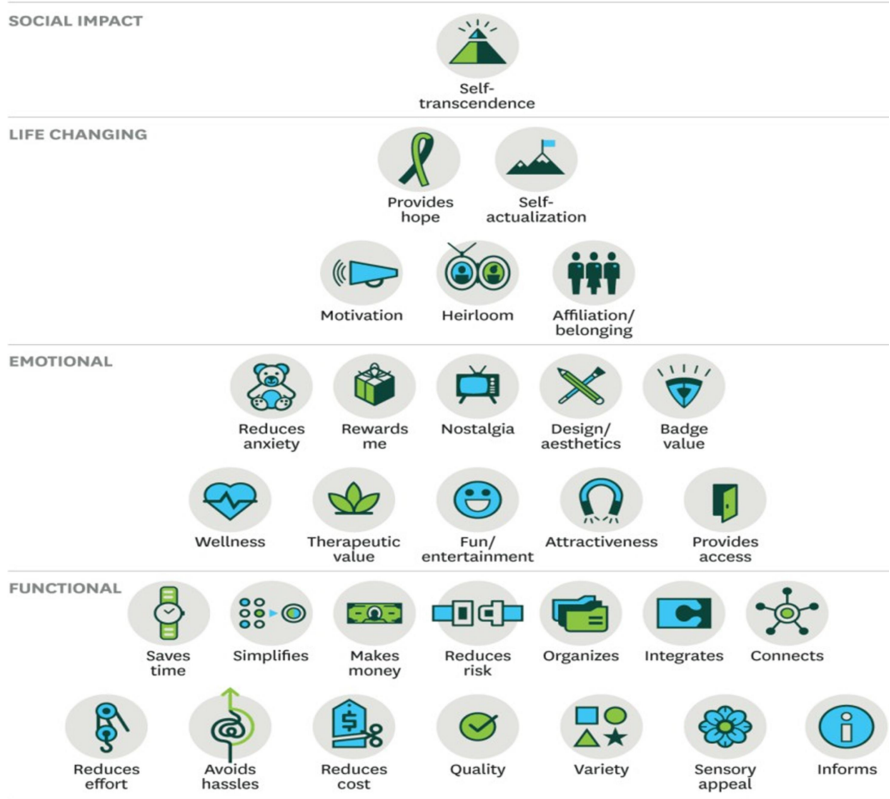 SOCIAL IMPACT
Self-
transcendence
LIFE CHANGING
Provides
hope
Self-
actualization
Motivation
Heirloom
Affiliation/
belonging
EMOTIONAL
Reduces
anxiety
Rewards
me
Nostalgia
Design/
aesthetics
Badge
value
Wellness
Therapeutic
value
Fun/
entertainment
Attractiveness
Provides
access
FUNCTIONAL
Saves
time
Simplifies
Makes
money
Reduces
risk
Organizes
Integrates
Connects
Reduces
effort
Avoids
hassles
$
Reduces
cost
Quality
Variety
Sensory
appeal
i
Informs